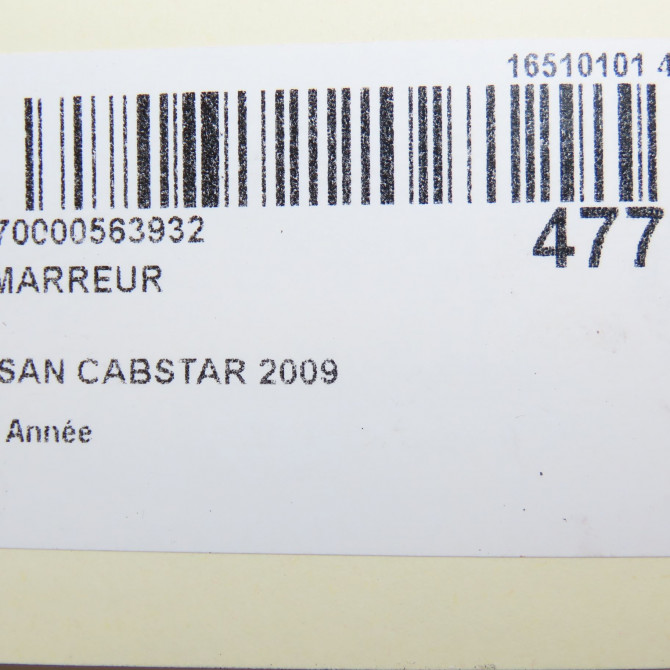 16510101 4
70000563932
477
MARREUR
SAN CABSTAR 2009
Année